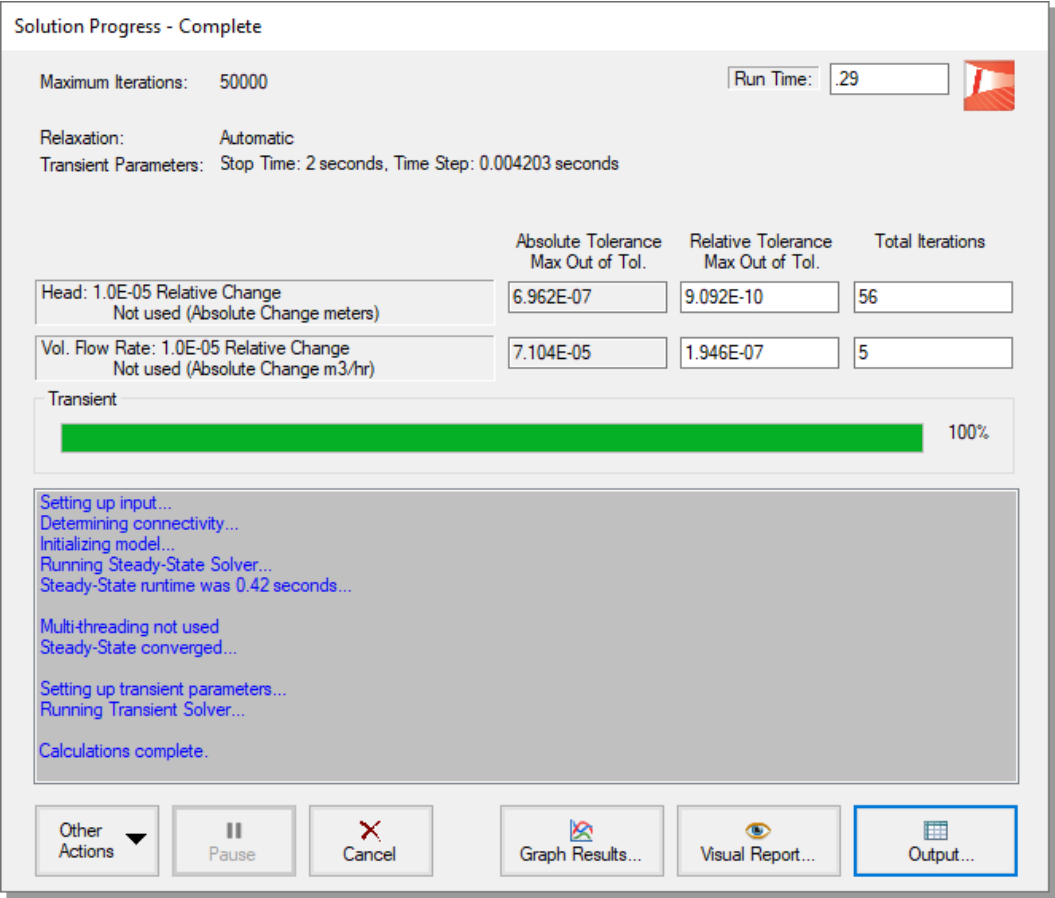 Solution Progress - Complete
Maximum Iterations: 50000
Run Time: .29
Relaxation: Automatic
Transient Parameters: Stop Time: 2 seconds, Time Step: 0.004203 seconds
Absolute Tolerance Relative Tolerance Total Iterations
Max Out of Tol. Max Out of Tol.
Head: 1.0E-05 Relative Change
Not used (Absolute Change meters)
6.962E-07 9.092E-10 56
Vol. Flow Rate: 1.0E-05 Relative Change
Not used (Absolute Change m3/hr)
7.104E-05 1.946E-07 5
Transient
100%
Setting up input...
Determining connectivity...
Initializing model...
Running Steady-State Solver...
Steady-State runtime was 0.42 seconds...
Multi-threading not used
Steady-State converged...
Setting up transient parameters...
Running Transient Solver...
Calculations complete.
Other
Actions
Pause
Cancel
Graph Results...
Visual Report...
Output...